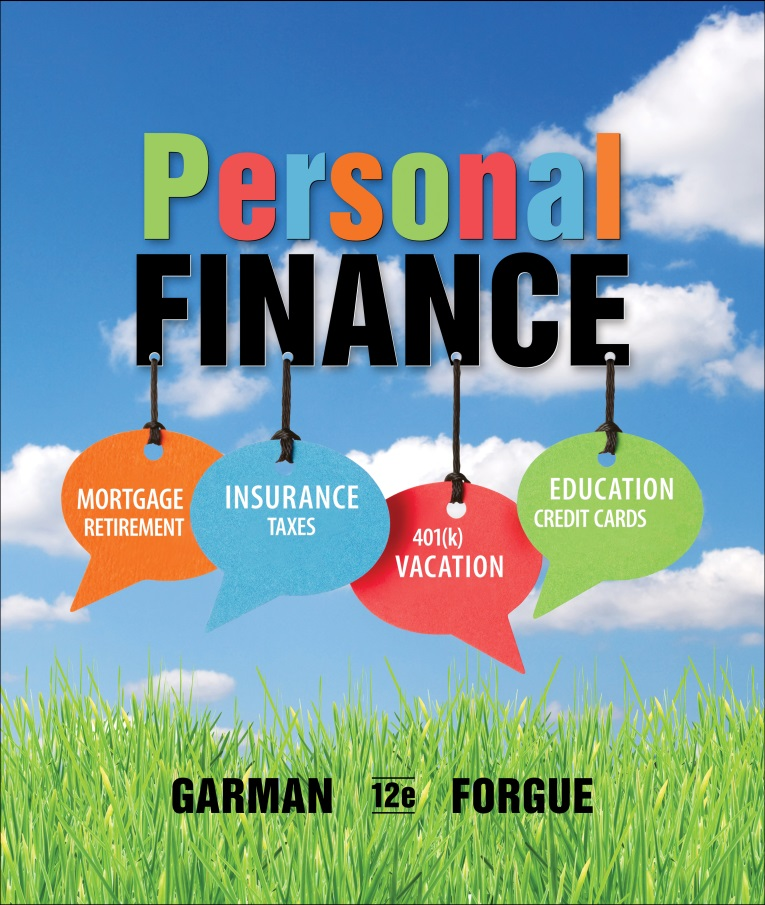 Personal
FINANCE
MORTGAGE
RETIREMENT
INSURANCE
TAXES
401(k)
VACATION
EDUCATION
CREDIT CARDS
GARMAN 12e FORGUE